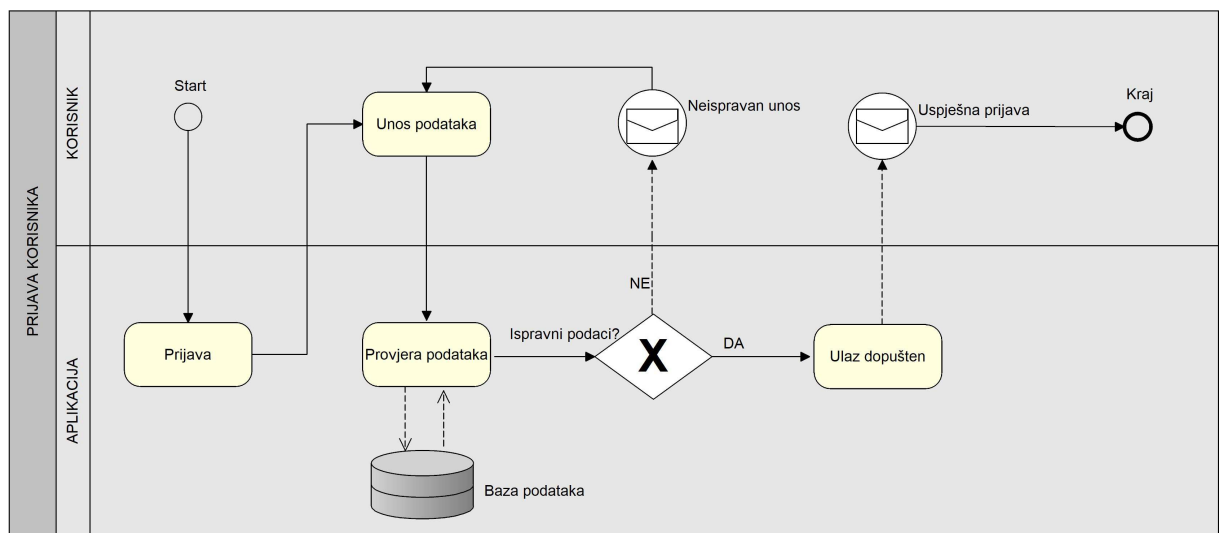 PRIJAVA KORISNIKA
KORISNIK
Start
Unos podataka
Neispravan unos
Uspješna prijava
Kraj
APLIKACIJA
Prijava
Provjera podataka
Ispravni podaci?
NE
X
DA
Ulaz dopušten
Baza podataka